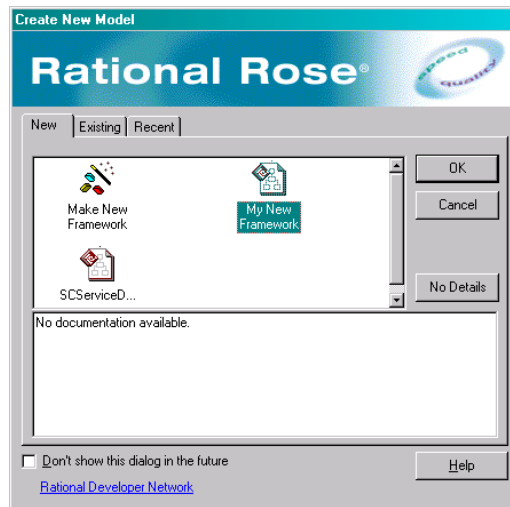 Create New Model
Rational Rose®
speed
quality
New Existing Recent
OK
Make New
Framework
My New
Framework
Cancel
SCServiceD...
No Details
No documentation available.
Don't show this dialog in the future
Help
Rational Developer Network